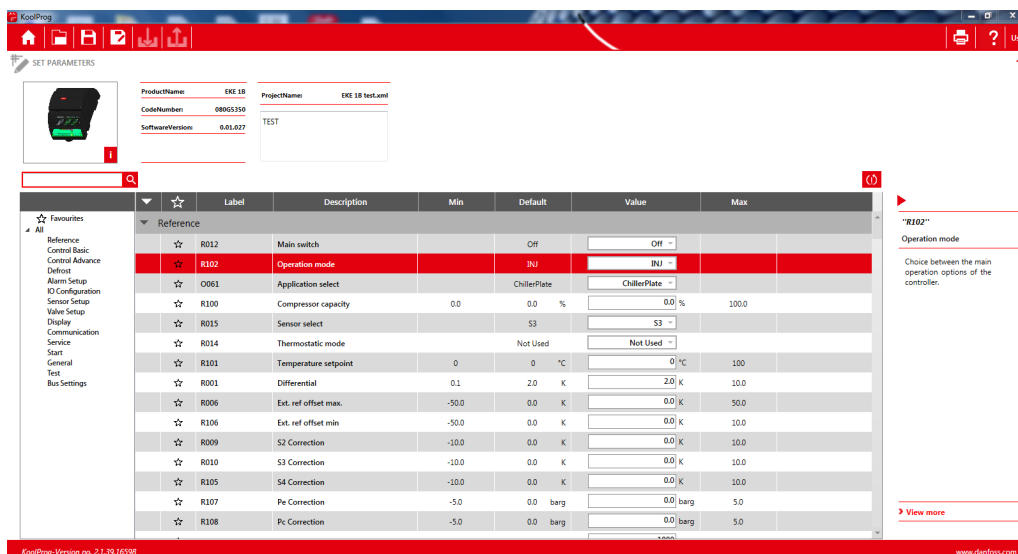 KoolProg
Us
SET PARAMETERS
ProductName: EKE 1B
CodeNumber: 080G5350
SoftwareVersion: 0.01.027
ProjectName: EKE 1B test.xml
TEST
Label Description Min Default Value Max
Favourites
All
Reference
Control Basic
Control Advance
Defrost
Alarm Setup
IO Configuration
Sensor Setup
Valve Setup
Display
Communication
Service
Start
General
Test
Bus Settings
Reference
R012 Main switch Off Off
R102 Operation mode INJ INJ
O061 Application select ChillerPlate ChillerPlate
R100 Compressor capacity 0.0 0.0 % 0.0 % 100.0
R015 Sensor select S3 S3
R014 Thermostatic mode Not Used Not Used
R101 Temperature setpoint 0 0 °C 0 °C 100
R001 Differential 0.1 2.0 K 2.0 K 10.0
R006 Ext. ref offset max. -50.0 0.0 K 0.0 K 50.0
R106 Ext. ref offset min -50.0 0.0 K 0.0 K 10.0
R009 S2 Correction -10.0 0.0 K 0.0 K 10.0
R010 S3 Correction -10.0 0.0 K 0.0 K 10.0
R105 S4 Correction -10.0 0.0 K 0.0 K 10.0
R107 Pe Correction -5.0 0.0 barg 0.0 barg 5.0
R108 Pc Correction -5.0 0.0 barg 0.0 barg 5.0
"R102"
Operation mode
Choice between the main
operation options of the
controller.
View more
KoolProg-Version no. 2.1.39.16598
www.danfoss.com